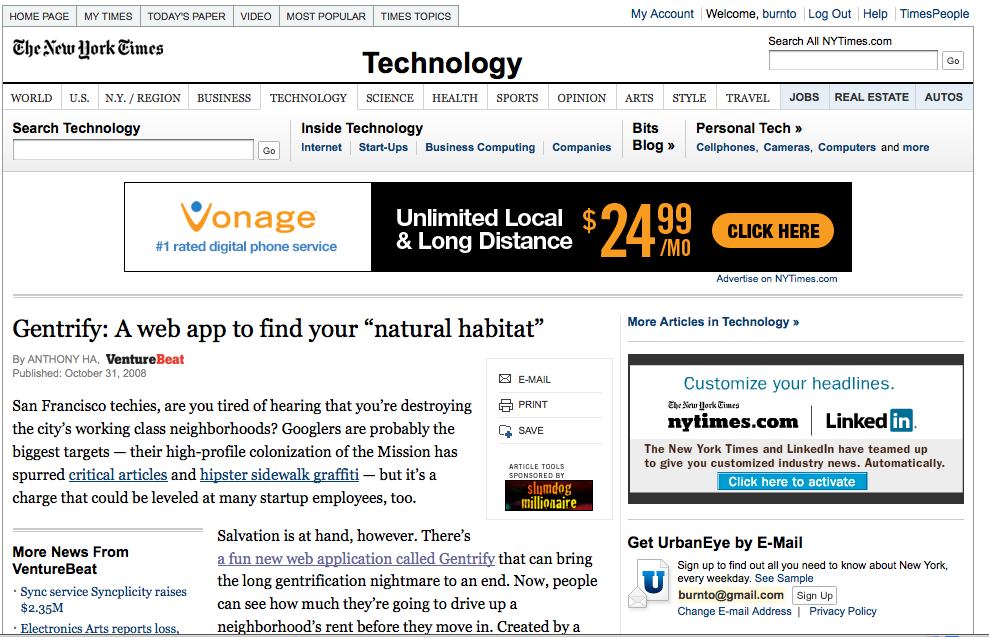 HOME PAGE MY TIMES TODAY'S PAPER VIDEO MOST POPULAR TIMES TOPICS
My Account Welcome, burnto Log Out Help TimesPeople
The New York Times
Technology
Search All NYTimes.com
Go
WORLD U.S. N.Y. / REGION BUSINESS TECHNOLOGY SCIENCE HEALTH SPORTS OPINION ARTS STYLE TRAVEL JOBS REAL ESTATE AUTOS
Search Technology
Go
Inside Technology
Internet Start-Ups Business Computing Companies
Bits
Blog »
Personal Tech »
Cellphones, Cameras, Computers and more
Vonage
#1 rated digital phone service
Unlimited Local
& Long Distance
$24.99/MO
CLICK HERE
Advertise on NYTimes.com
Gentrify: A web app to find your “natural habitat”
By ANTHONY HA, VentureBeat
Published: October 31, 2008
E-MAIL
PRINT
SAVE
ARTICLE TOOLS
SPONSORED BY
slumdog
millionaire
San Francisco techies, are you tired of hearing that you’re destroying
the city’s working class neighborhoods? Googlers are probably the
biggest targets — their high-profile colonization of the Mission has
spurred critical articles and hipster sidewalk graffiti — but it’s a
charge that could be leveled at many startup employees, too.
More News From
VentureBeat
· Sync service Syncplicity raises
$2.35M
· Electronics Arts reports loss,
Salvation is at hand, however. There’s
a fun new web application called Gentrify that can bring
the long gentrification nightmare to an end. Now, people
can see how much they’re going to drive up a
neighborhood’s rent before they move in. Created by a
More Articles in Technology »
Customize your headlines.
The New York Times
nytimes.com
Linked in.
The New York Times and LinkedIn have teamed up
to give you customized industry news. Automatically.
Click here to activate
Get UrbanEye by E-Mail
U
Sign up to find out all you need to know about New York,
every weekday. See Sample
burnto@gmail.com Sign Up
Change E-mail Address | Privacy Policy